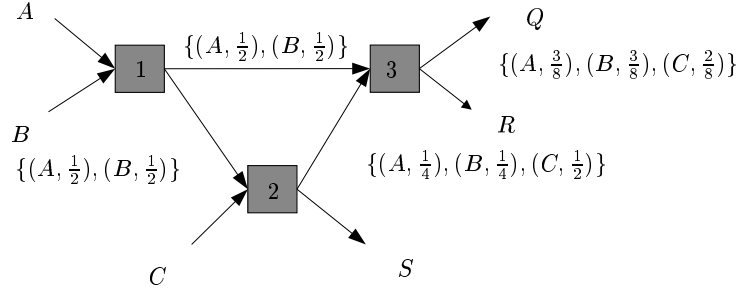 A
Q
{(A, 1/2), (B, 1/2)}
1
3
{(A, 3/8), (B, 3/8), (C, 2/8)}
B
R
{(A, 1/2), (B, 1/2)}
{(A, 1/4), (B, 1/4), (C, 1/2)}
2
C
S